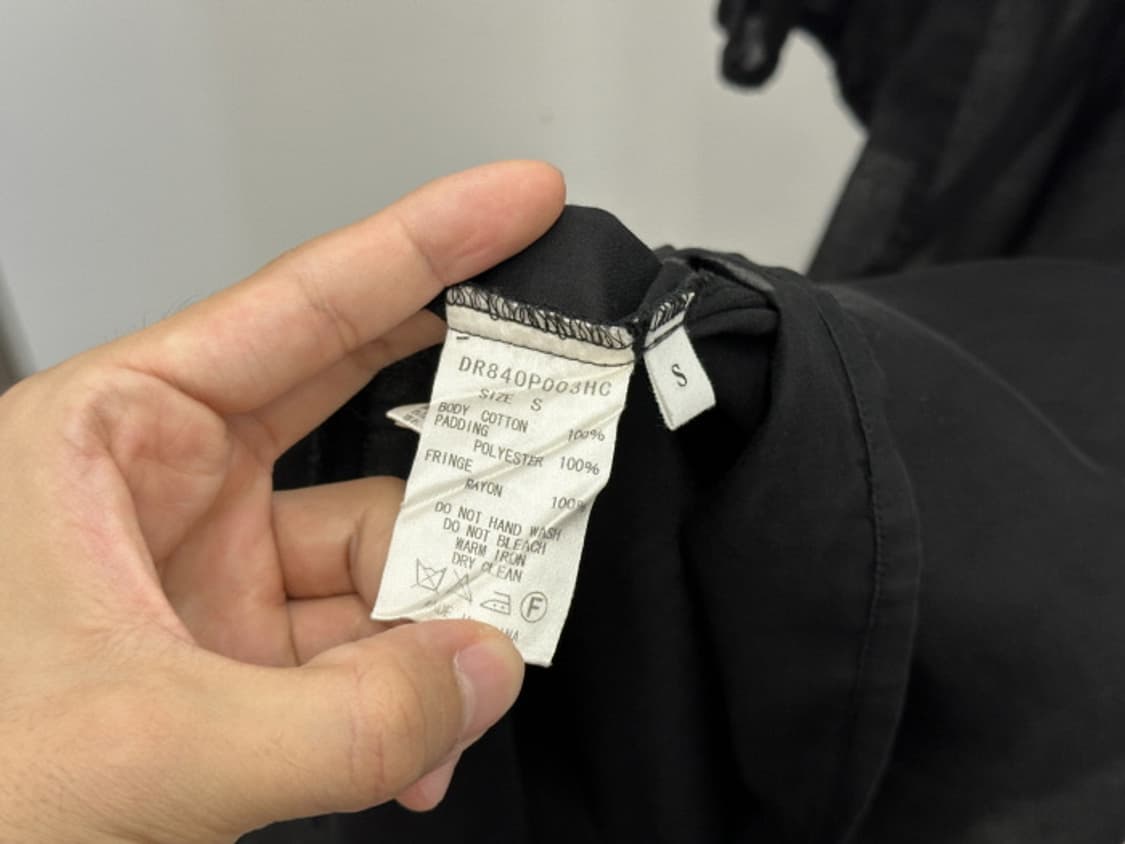 DR840P003HC
SIZE S
BODY COTTON 100%
PADDING
POLYESTER 100%
FRINGE
RAYON 100%
DO NOT HAND WASH
DO NOT BLEACH
WARM IRON
DRY CLEAN
F
S